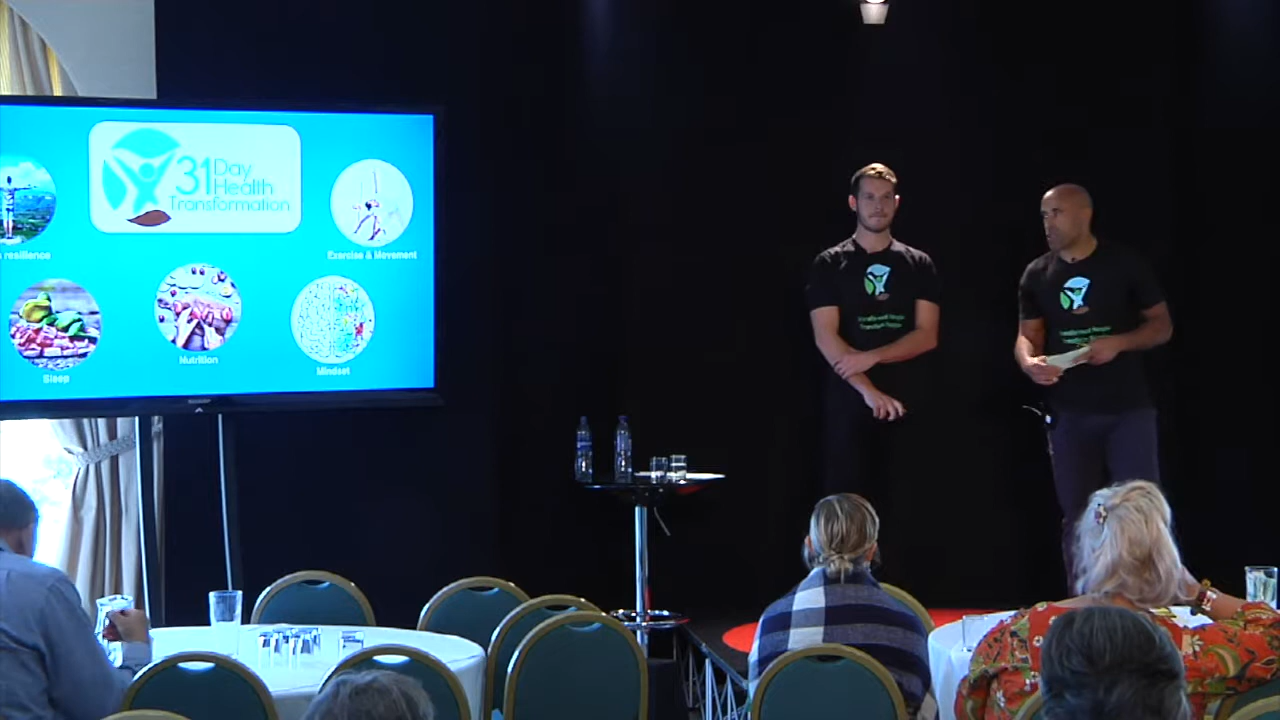 31 Day
Health
Transformation
resilience
Exercise & Movement
Sleep
Nutrition
Mindset